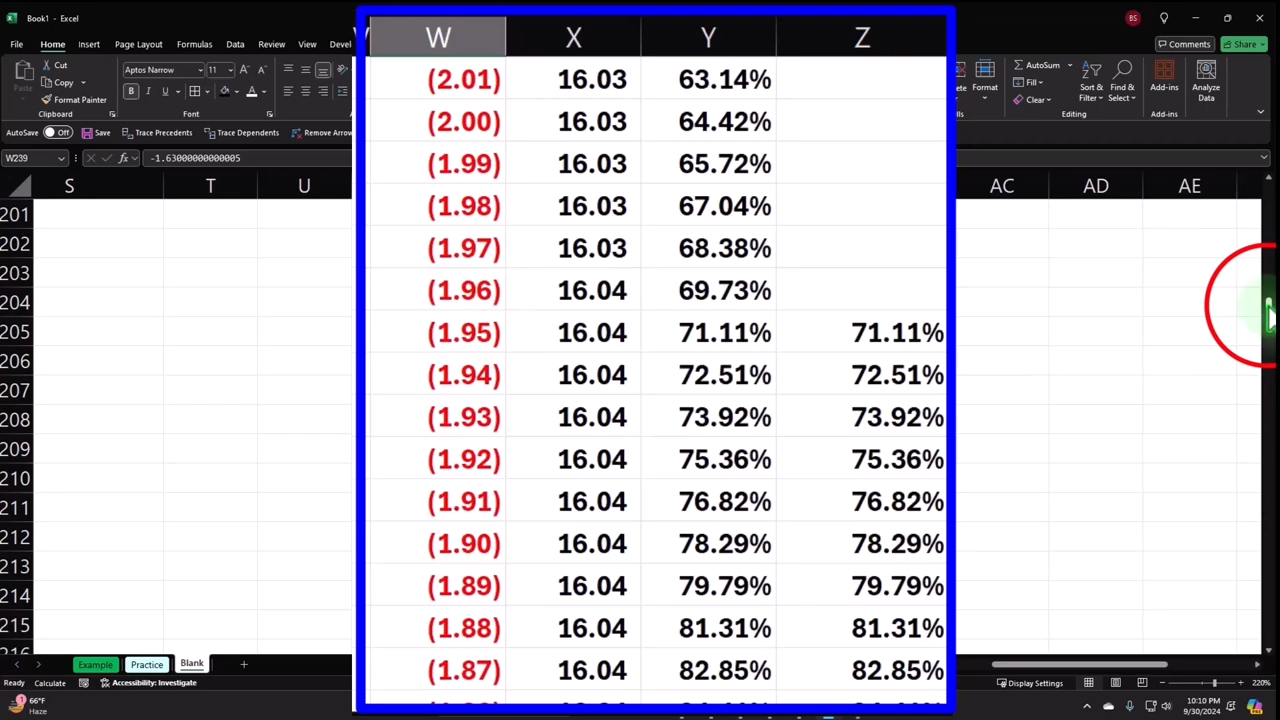 Book1 - Excel
BS
File Home Insert Page Layout Formulas Data Review View Devel
Comments Share
Paste Cut Copy Format Painter
Clipboard
Aptos Narrow 11
B I U
Font
Format AutoSum Fill Clear Sort & Filter Find & Select Add-ins Analyze Data
Editing Add-ins
AutoSave Off Save Trace Precedents Trace Dependents Remove Arrow
W239 fx -1.63000000000005
S T U W X Y Z AC AD AE
(2.01) 16.03 63.14%
(2.00) 16.03 64.42%
(1.99) 16.03 65.72%
(1.98) 16.03 67.04%
(1.97) 16.03 68.38%
(1.96) 16.04 69.73%
(1.95) 16.04 71.11% 71.11%
(1.94) 16.04 72.51% 72.51%
(1.93) 16.04 73.92% 73.92%
(1.92) 16.04 75.36% 75.36%
(1.91) 16.04 76.82% 76.82%
(1.90) 16.04 78.29% 78.29%
(1.89) 16.04 79.79% 79.79%
(1.88) 16.04 81.31% 81.31%
(1.87) 16.04 82.85% 82.85%
201
202
203
204
205
206
207
208
209
210
211
212
213
214
215
216
Example Practice Blank
Ready Calculate Accessibility: Investigate
Display Settings 220%
66°F
Haze
10:10 PM
9/30/2024